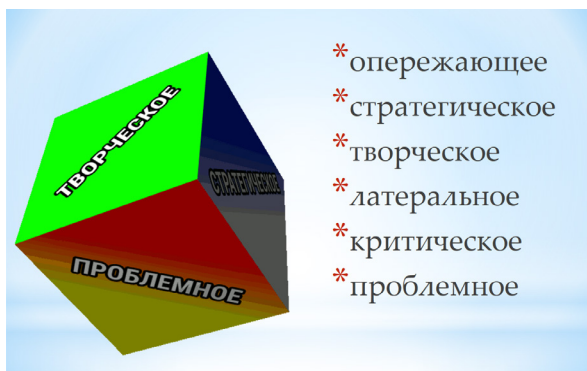 ТВОРЧЕСКОЕ
СТРАТЕГИЧЕСКОЕ
ПРОБЛЕМНОЕ
*опережающее
*стратегическое
*творческое
*латеральное
*критическое
*проблемное